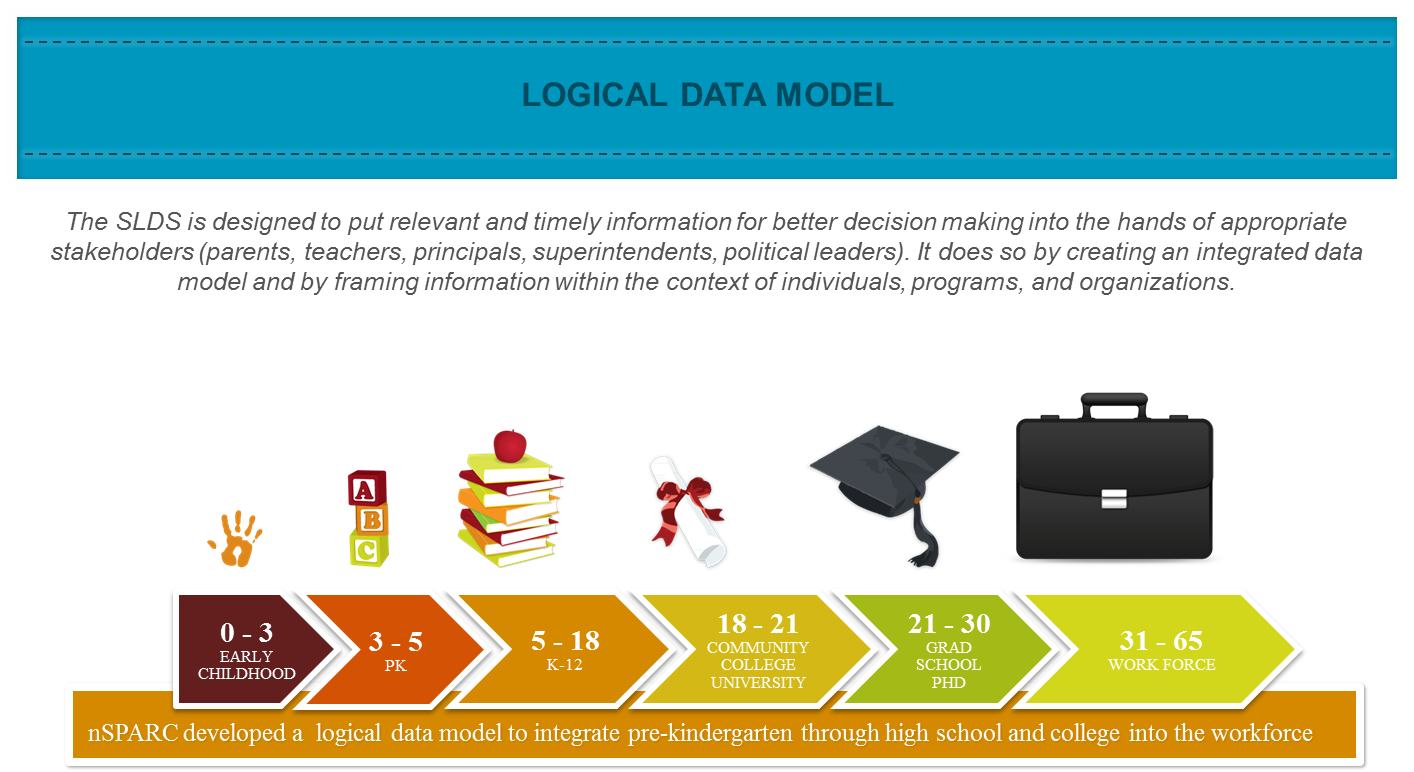 LOGICAL DATA MODEL
The SLDS is designed to put relevant and timely information for better decision making into the hands of appropriate
stakeholders (parents, teachers, principals, superintendents, political leaders). It does so by creating an integrated data
model and by framing information within the context of individuals, programs, and organizations.
A
B
C
0 - 3
EARLY
CHILDHOOD
3 - 5
PK
5 - 18
K-12
18 - 21
COMMUNITY
COLLEGE
UNIVERSITY
21 - 30
GRAD
SCHOOL
PHD
31 - 65
WORK FORCE
nSPARC developed a logical data model to integrate pre-kindergarten through high school and college into the workforce